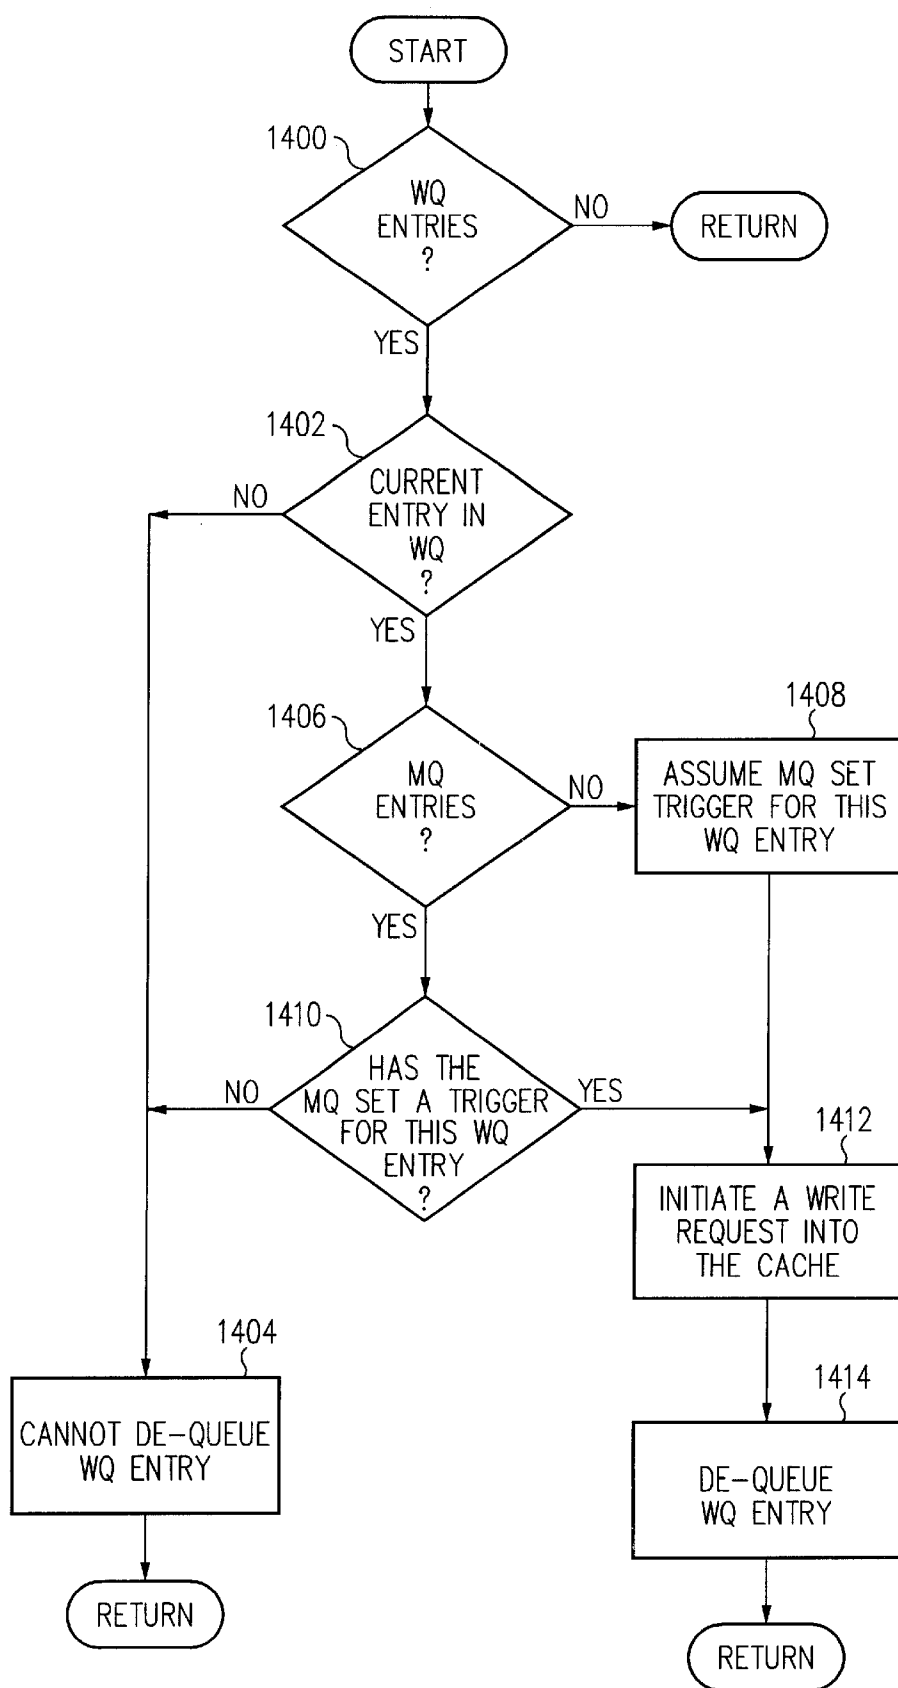 START
1400
WQ
ENTRIES
?
NO
RETURN
YES
1402
CURRENT
ENTRY IN
WQ
?
NO
YES
1406
MQ
ENTRIES
?
NO
1408
ASSUME MQ SET
TRIGGER FOR THIS
WQ ENTRY
YES
1410
HAS THE
MQ SET A TRIGGER
FOR THIS WQ
ENTRY
?
NO
YES
1412
INITIATE A WRITE
REQUEST INTO
THE CACHE
1404
CANNOT DE-QUEUE
WQ ENTRY
RETURN
1414
DE-QUEUE
WQ ENTRY
RETURN